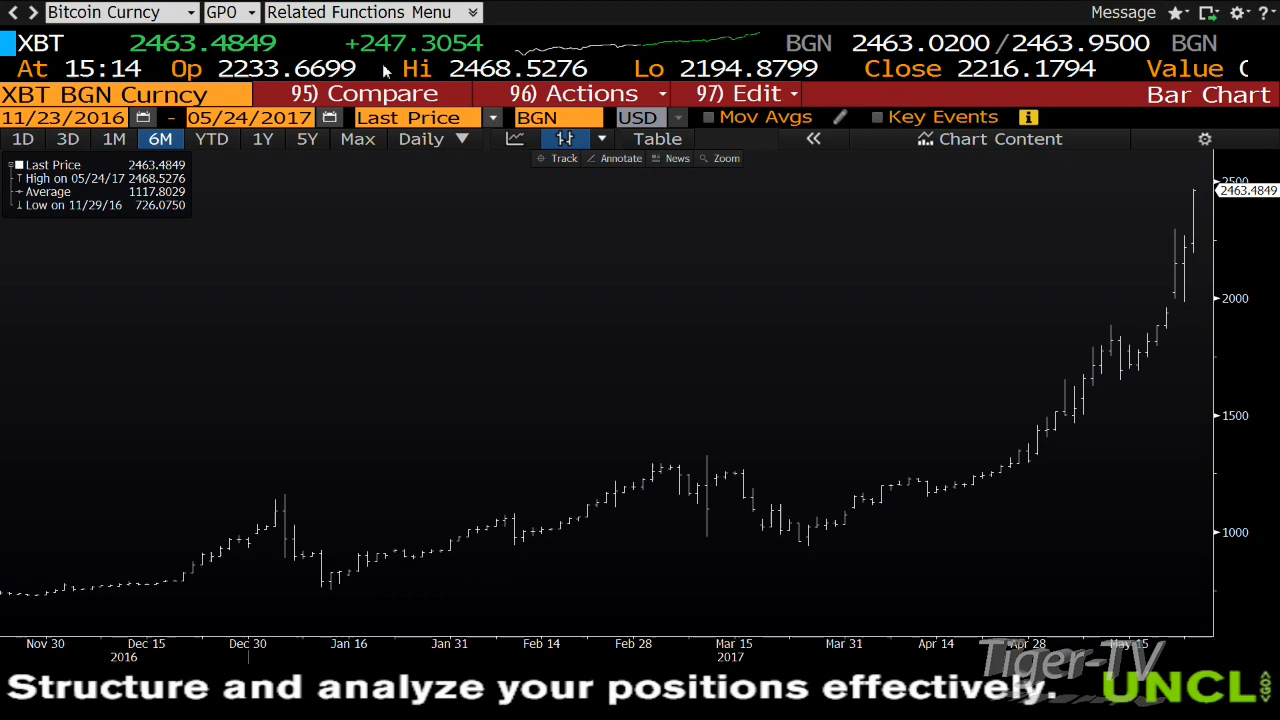 Bitcoin Curncy GPO Related Functions Menu Message ?
XBT 2463.4849 +247.3054 BGN 2463.0200/2463.9500 BGN
At 15:14 Op 2233.6699 Hi 2468.5276 Lo 2194.8799 Close 2216.1794 Value
XBT BGN Curncy 95) Compare 96) Actions 97) Edit Bar Chart
11/23/2016 - 05/24/2017 Last Price BGN USD Mov Avgs Key Events i
1D 3D 1M 6M YTD 1Y 5Y Max Daily Table « Chart Content
Track Annotate News Zoom
Last Price 2463.4849
High on 05/24/17 2468.5276
Average 1117.8029
Low on 11/29/16 726.0750
2500
2463.4849
2000
1500
1000
Nov 30 Dec 15 Dec 30 Jan 16 Jan 31 Feb 14 Feb 28 Mar 15 Mar 31 Apr 14 Apr 28 May 15
2016 2017
Tiger-TV
Structure and analyze your positions effectively. UNCL GO